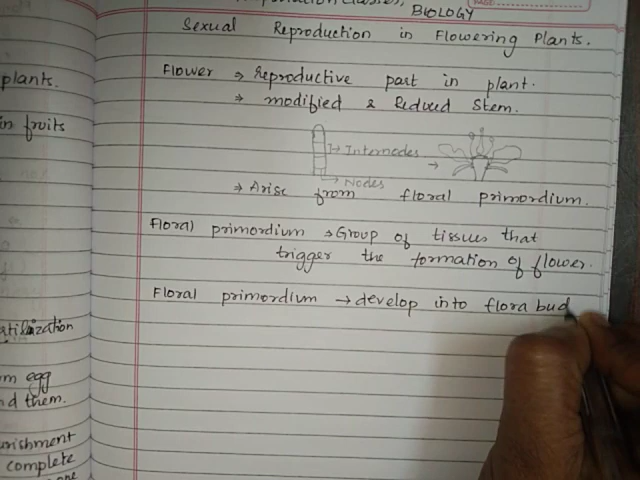 BIOLOGY
Sexual Reproduction in Flowering Plants.
Flower → Reproductive part in plant.
→ modified & Reduced Stem.
→ Internodes →
→ Nodes
→ Arise from floral primordium.
Floral primordium → Group of tissues that
trigger the formation of flower.
Floral primordium → develop into flora bud
plants.
in fruits
egg
nd them.
complete